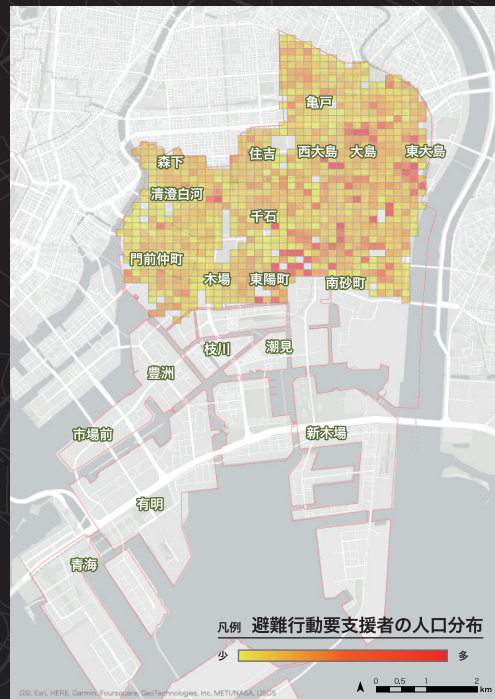 亀戸
住吉
西大島
大島
東大島
森下
清澄白河
千石
門前仲町
木場
東陽町
南砂町
枝川
潮見
豊洲
市場前
新木場
有明
青海
凡例 避難行動要支援者の人口分布
少
多
0 0.5 1 2
km
GSI, Esri, HERE, Garmin, Foursquare, GeoTechnologies, Inc, METI/NASA, USGS